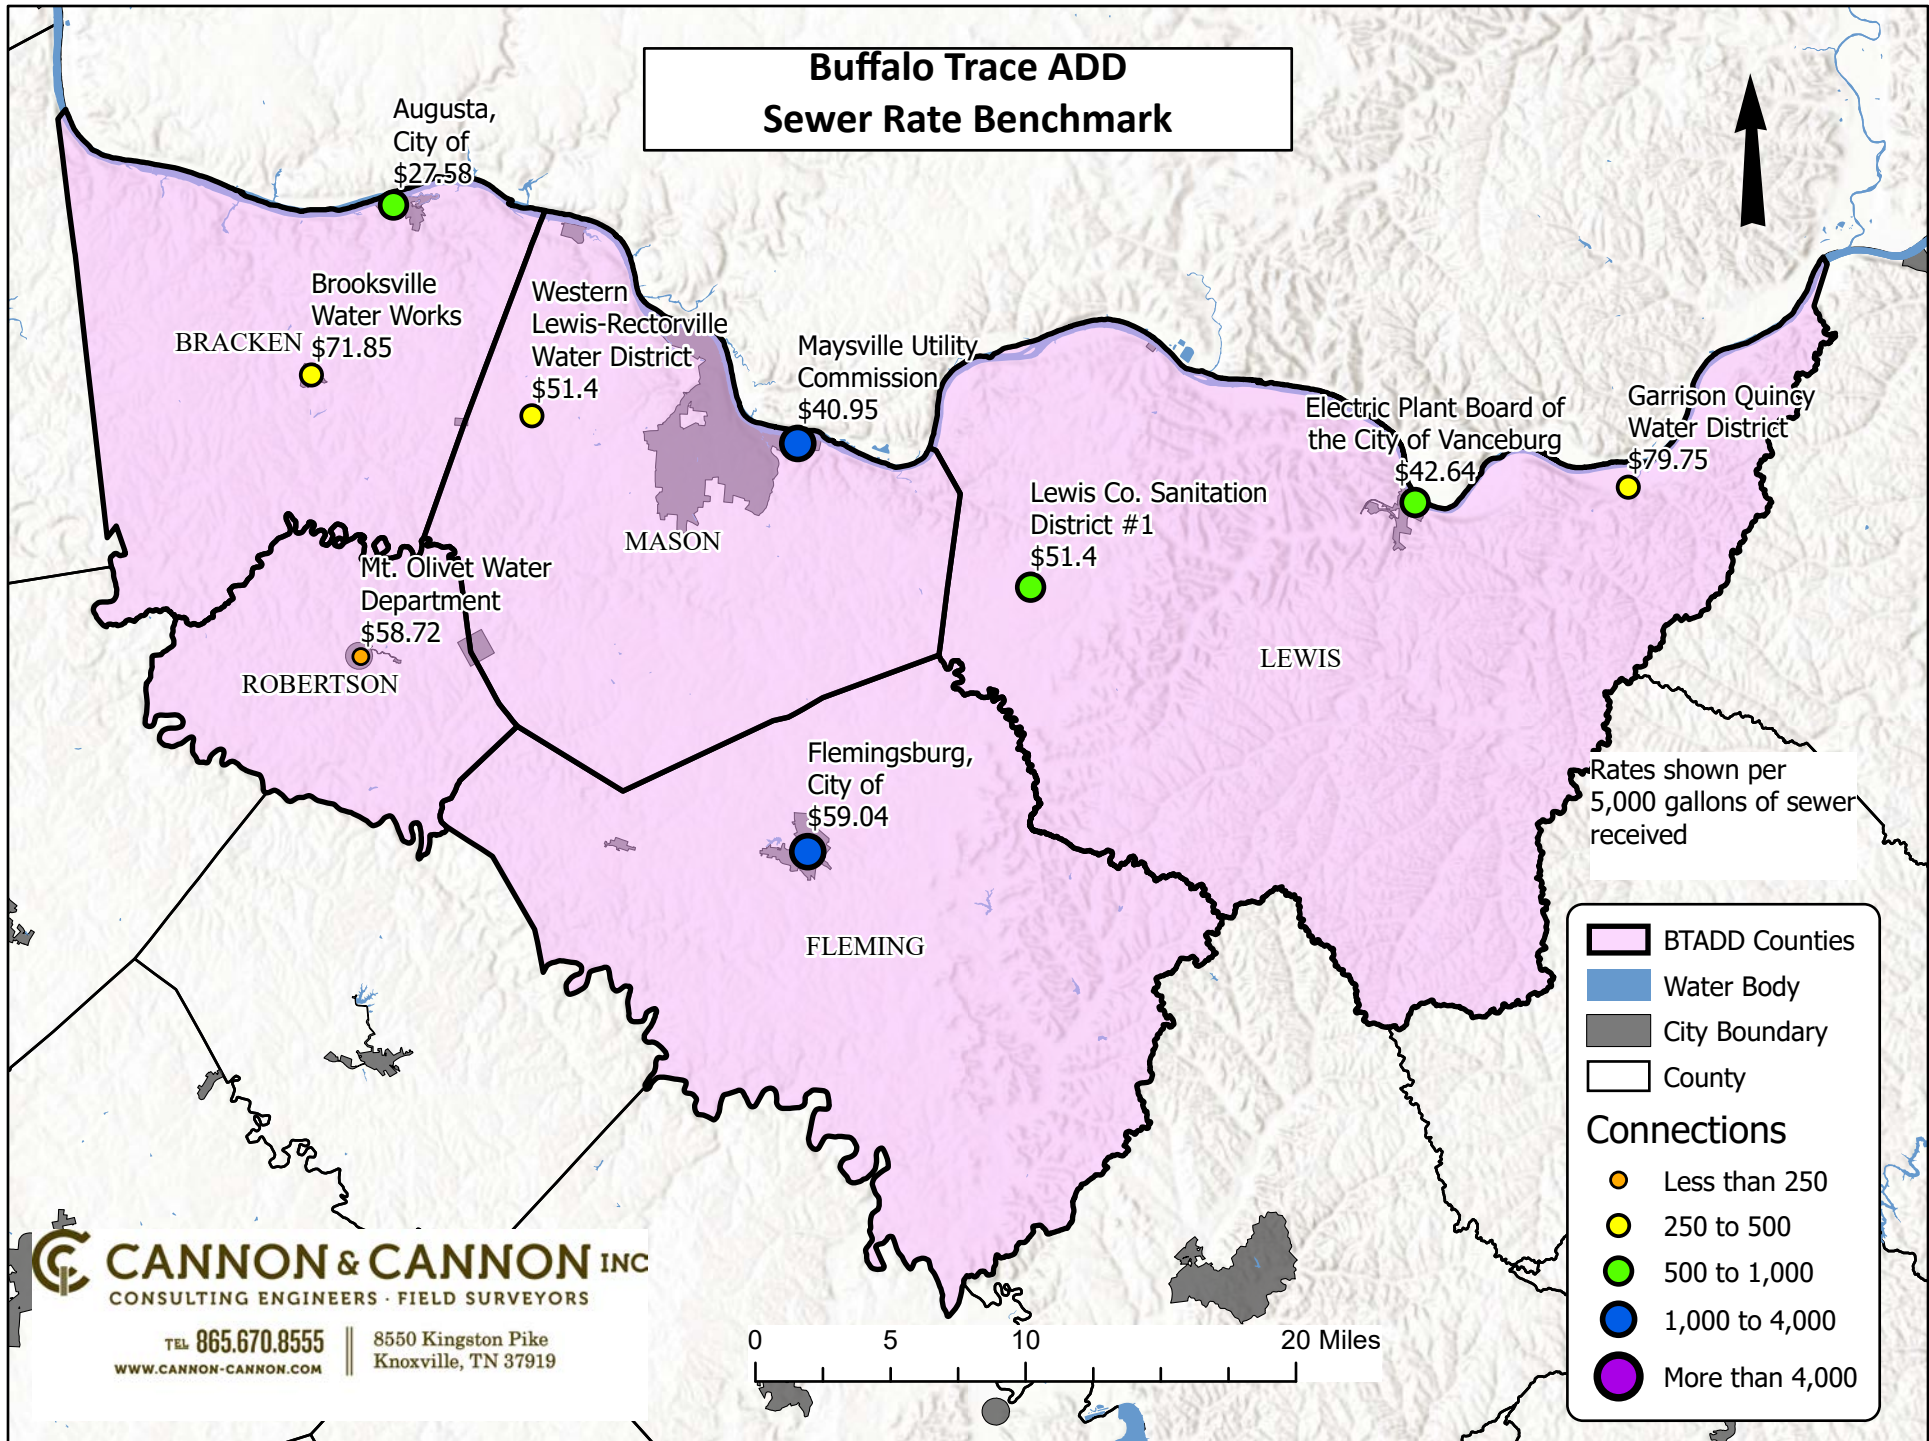 Buffalo Trace ADD
Sewer Rate Benchmark
Augusta,
City of
$27.58
Brooksville
Water Works
$71.85
BRACKEN
Western
Lewis-Rectorville
Water District
$51.4
Maysville Utility
Commission
$40.95
Electric Plant Board of
the City of Vanceburg
$42.64
Garrison Quincy
Water District
$79.75
Lewis Co. Sanitation
District #1
$51.4
MASON
Mt. Olivet Water
Department
$58.72
ROBERTSON
LEWIS
Flemingsburg,
City of
$59.04
FLEMING
Rates shown per
5,000 gallons of sewer
received
BTADD Counties
Water Body
City Boundary
County
Connections
Less than 250
250 to 500
500 to 1,000
1,000 to 4,000
More than 4,000
CANNON & CANNON INC
CONSULTING ENGINEERS · FIELD SURVEYORS
TEL 865.670.8555
WWW.CANNON-CANNON.COM
8550 Kingston Pike
Knoxville, TN 37919
0 5 10 20 Miles